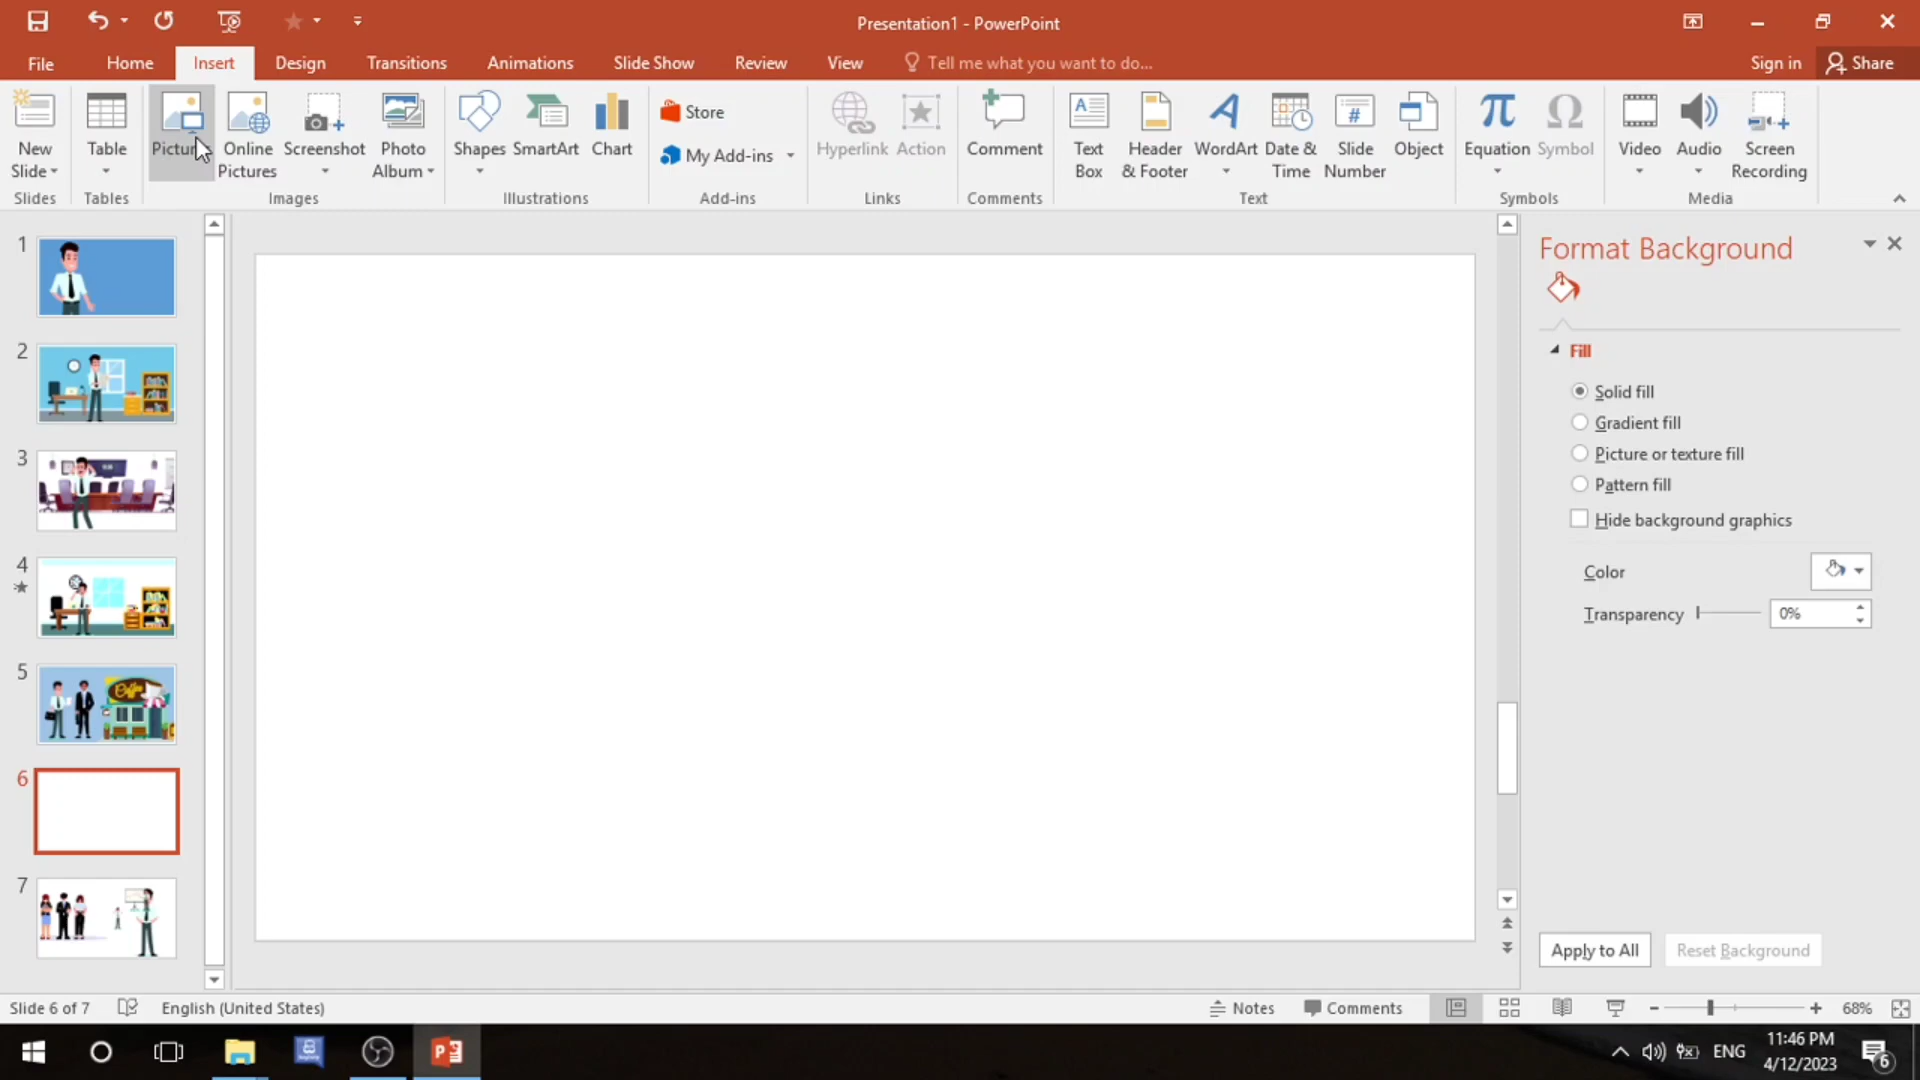 Presentation1 - PowerPoint
File Home Insert Design Transitions Animations Slide Show Review View Tell me what you want to do... Sign in Share
New Slide
Table
Pictures
Online Pictures
Screenshot
Photo Album
Shapes
SmartArt
Chart
Store
My Add-ins
Hyperlink
Action
Comment
Text Box
Header & Footer
WordArt
Date & Time
Slide Number
Object
Equation
Symbol
Video
Audio
Screen Recording
Slides Tables Images Illustrations Add-ins Links Comments Text Symbols Media
1
2
3
4
5
Coffee
6
7
Format Background
Fill
Solid fill
Gradient fill
Picture or texture fill
Pattern fill
Hide background graphics
Color
Transparency 0%
Apply to All Reset Background
Slide 6 of 7 English (United States) Notes Comments 68%
ENG
11:46 PM
4/12/2023
6